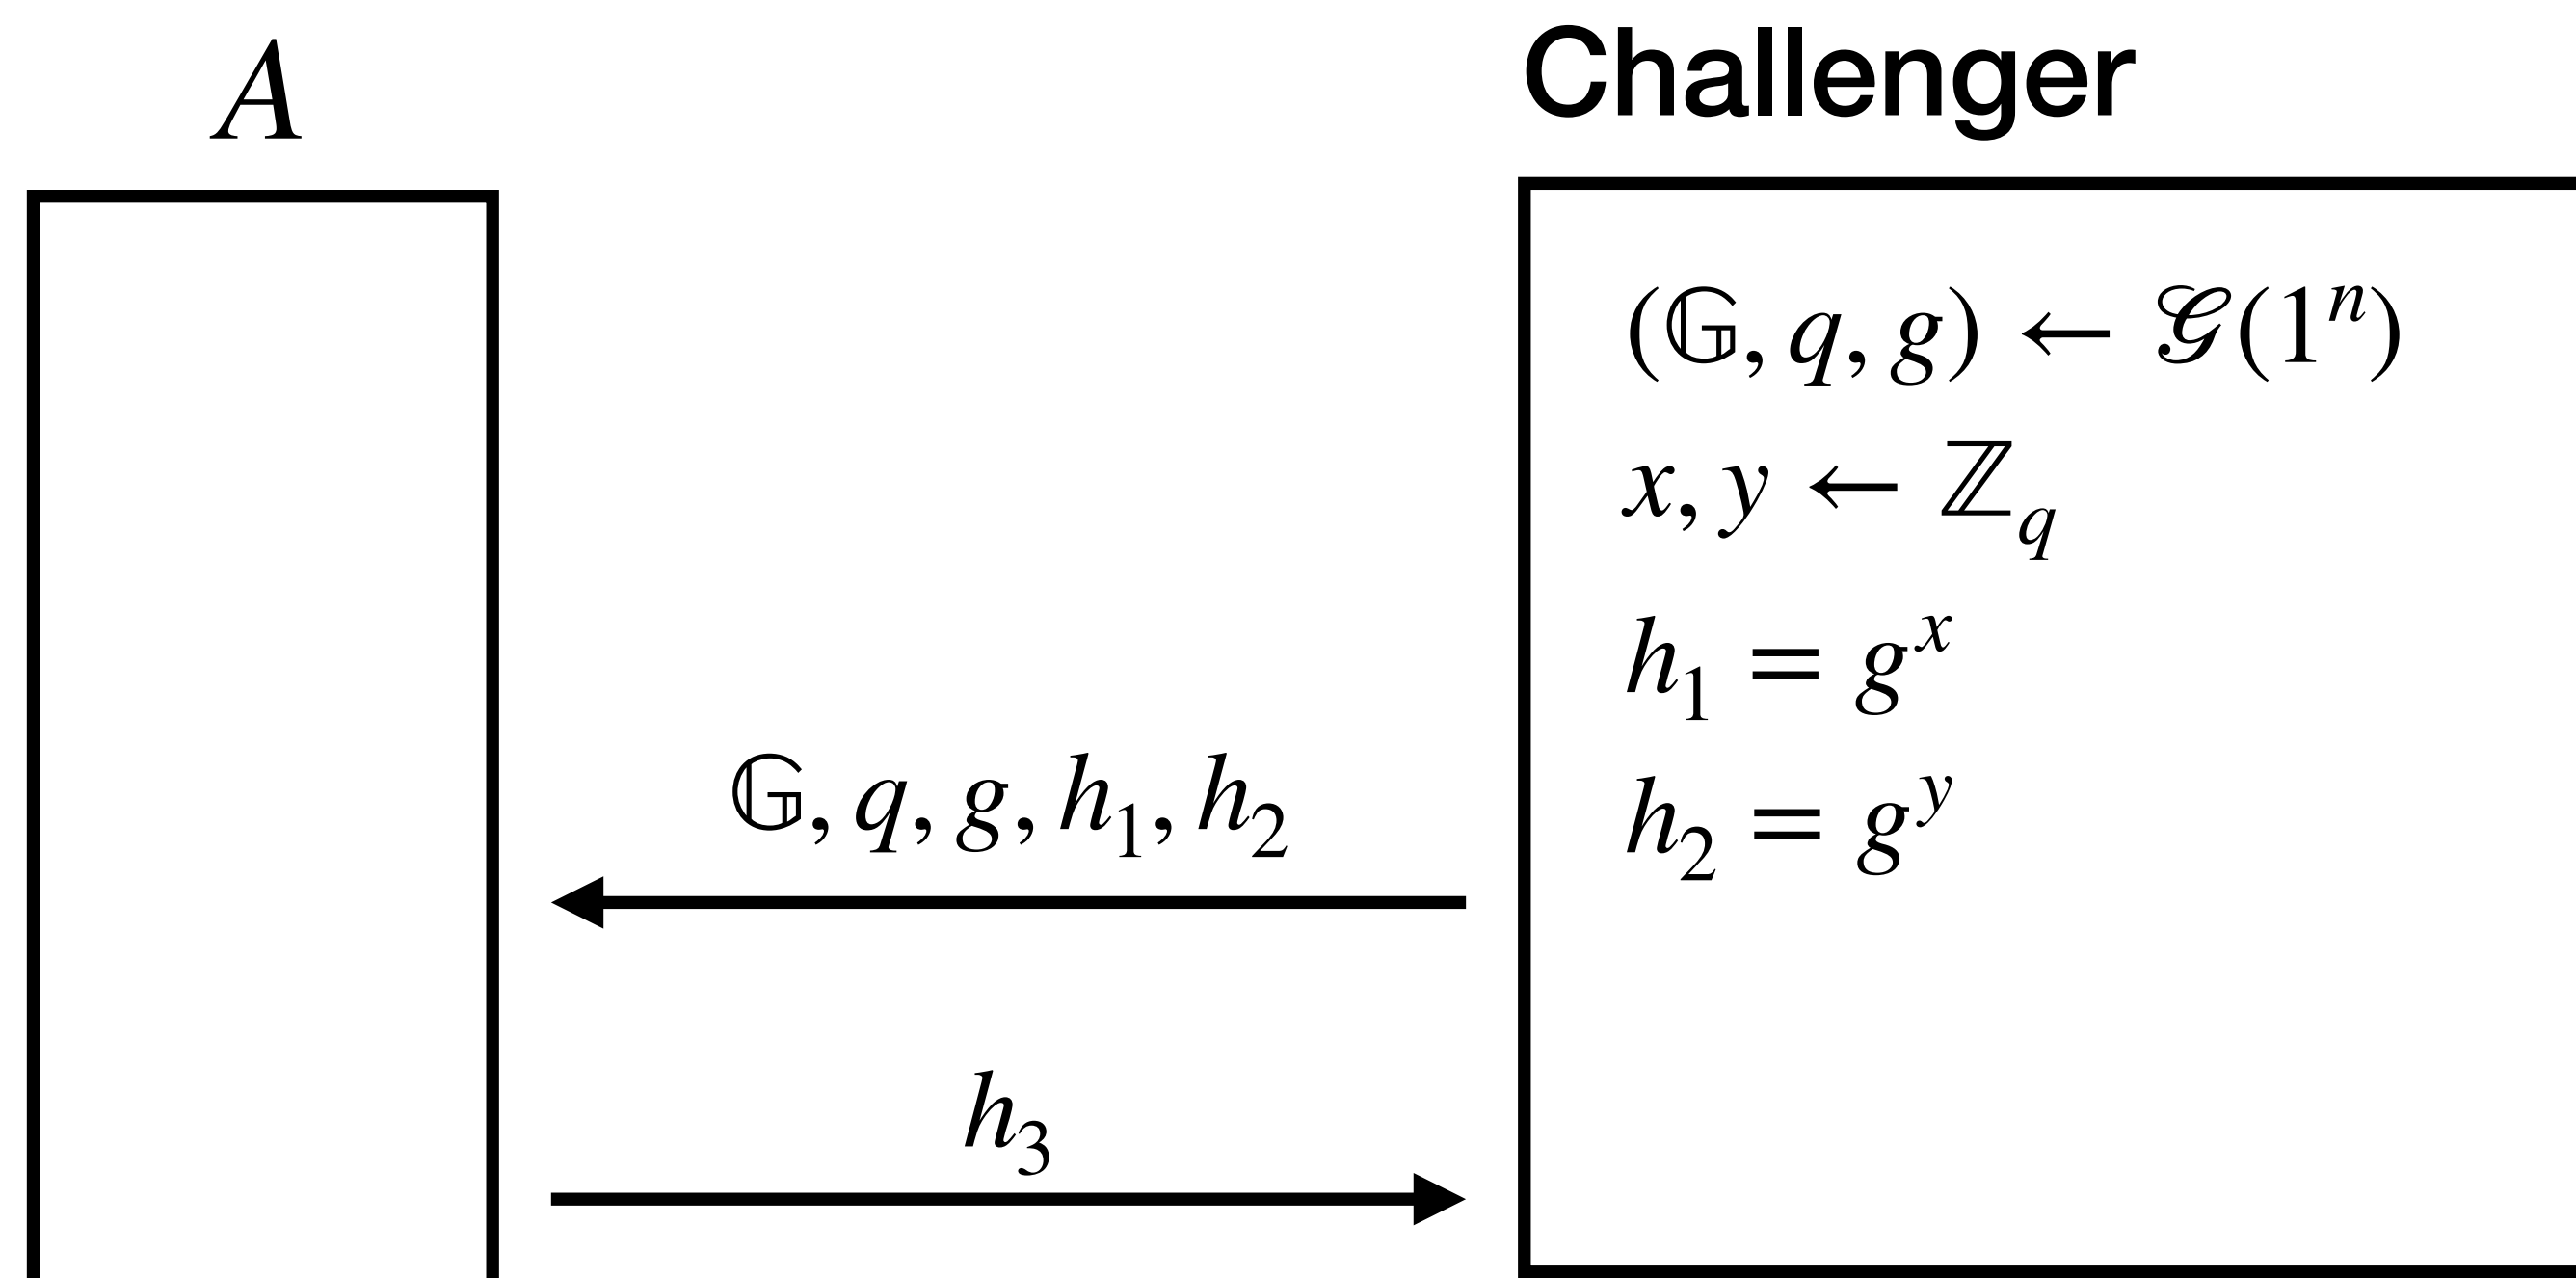 A
Challenger
(𝔾, q, g) ← 𝒢(1ⁿ)
x, y ← ℤ_q
h₁ = gˣ
h₂ = gʸ
𝔾, q, g, h₁, h₂
h₃